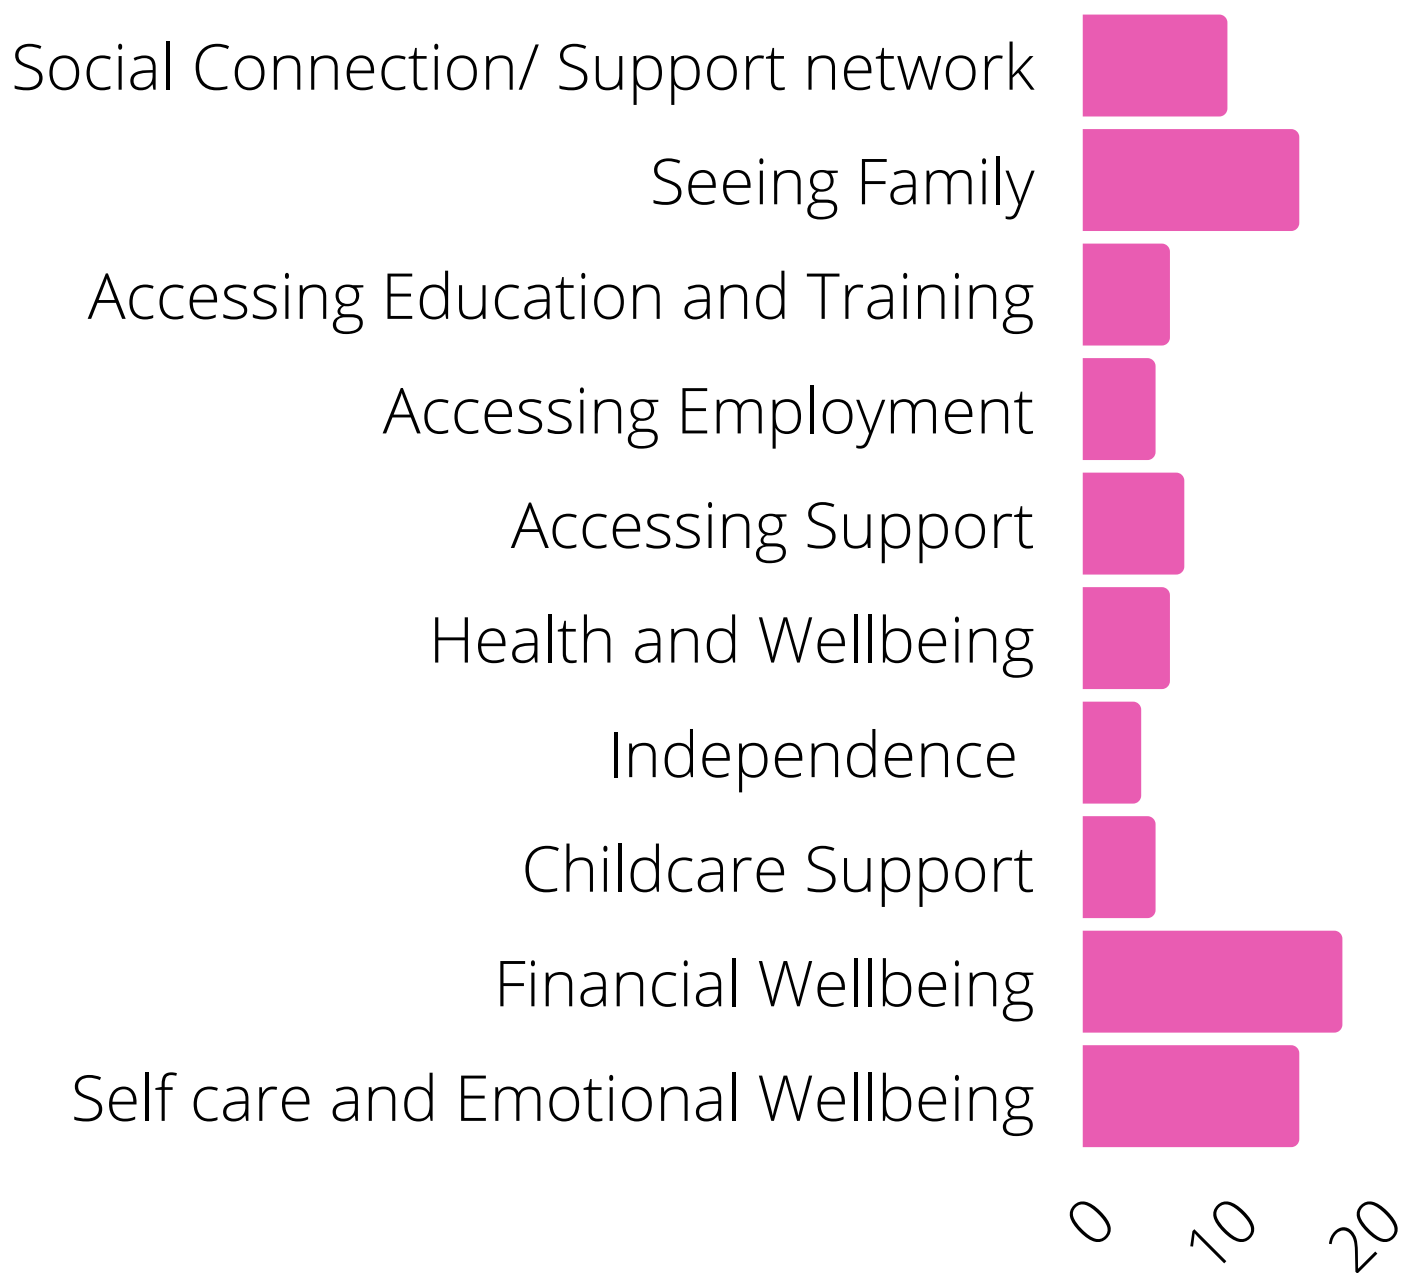 Social Connection/ Support network
Seeing Family
Accessing Education and Training
Accessing Employment
Accessing Support
Health and Wellbeing
Independence
Childcare Support
Financial Wellbeing
Self care and Emotional Wellbeing
0
10
20